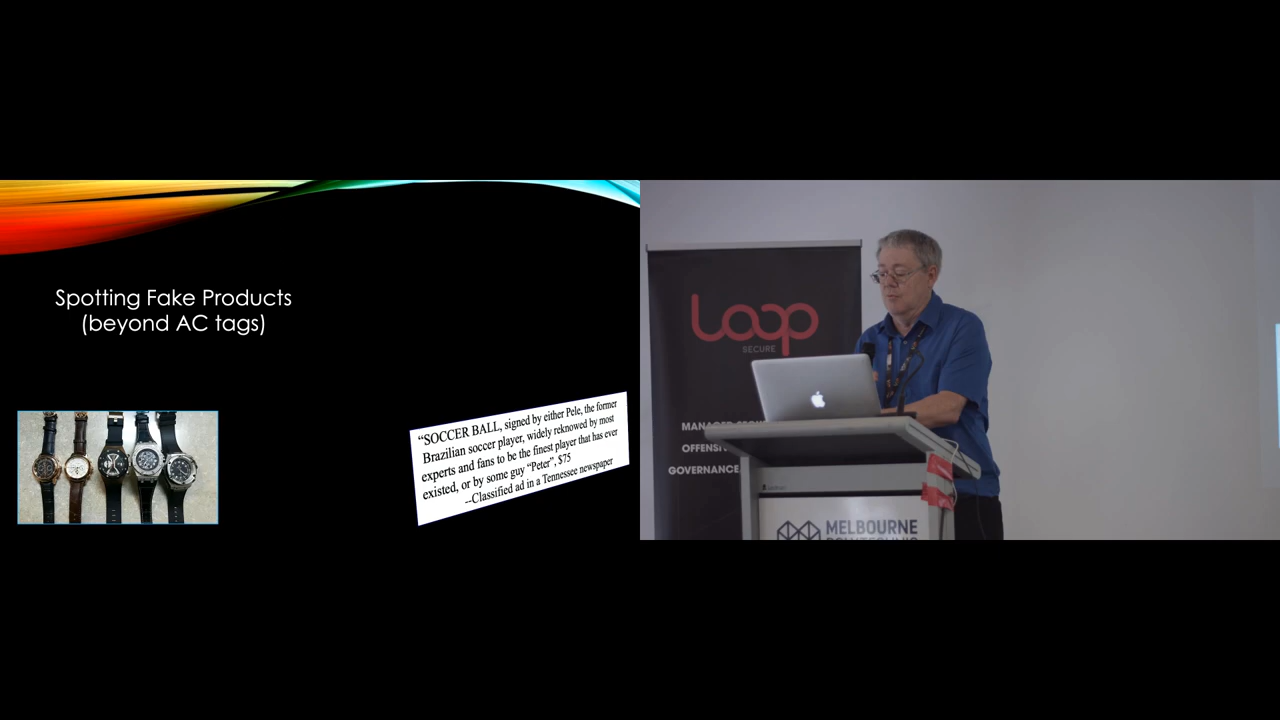 Spotting Fake Products
(beyond AC tags)
“SOCCER BALL, signed by either Pele, the former
Brazilian soccer player, widely reknowed by most
experts and fans to be the finest player that has ever
existed, or by some guy “Peter”, $75
--Classified ad in a Tennessee newspaper
Loop
SECURE
OFFENSI
GOVERNANCE
MELBOURNE